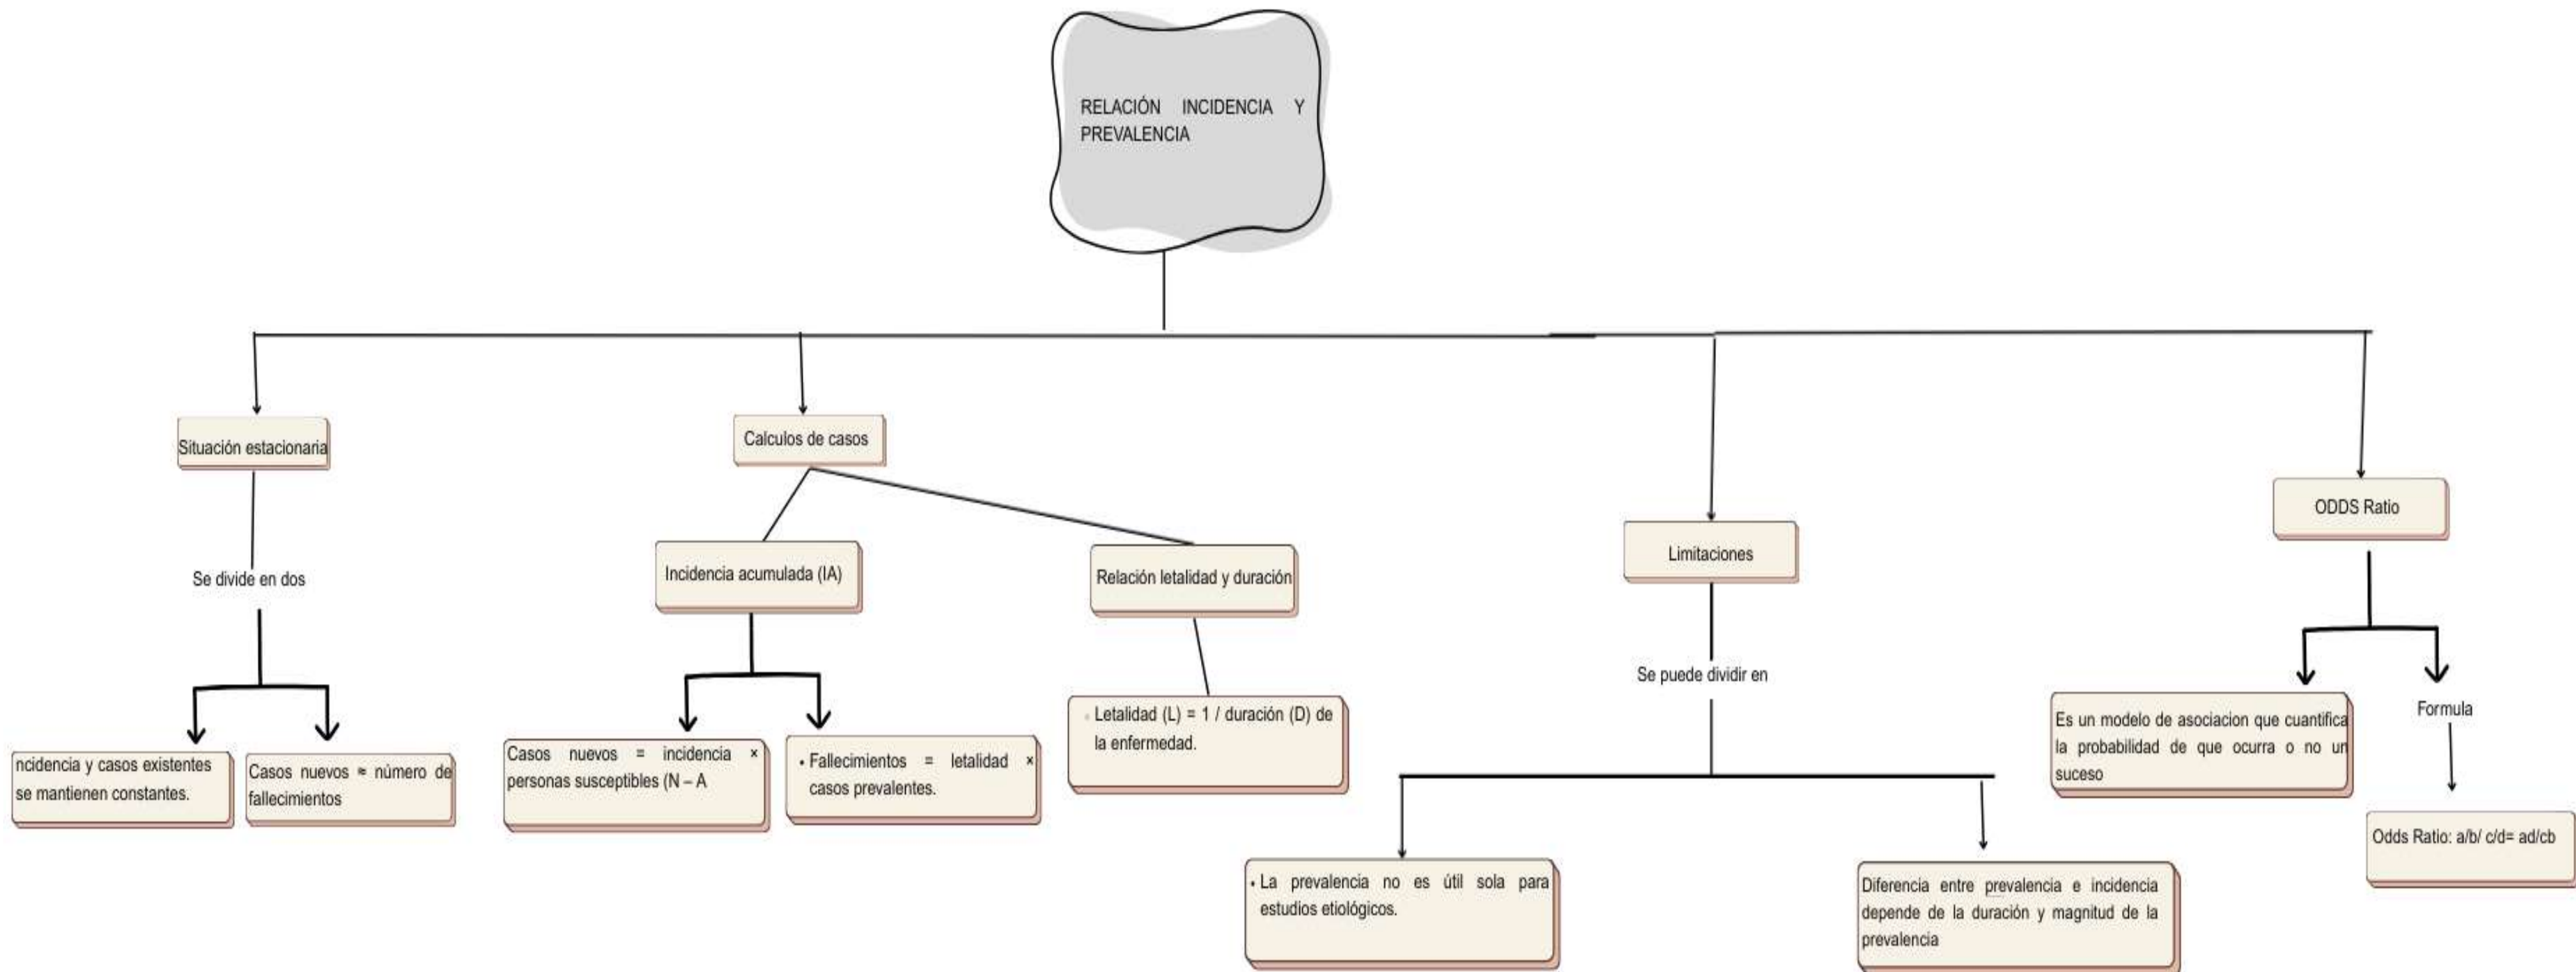 RELACIÓN INCIDENCIA Y
PREVALENCIA
Situación estacionaria
Se divide en dos
ncidencia y casos existentes
se mantienen constantes.
Casos nuevos ≈ número de
fallecimientos
Calculos de casos
Incidencia acumulada (IA)
Casos nuevos = incidencia ×
personas susceptibles (N – A
• Fallecimientos = letalidad ×
casos prevalentes.
Relación letalidad y duración
◦ Letalidad (L) = 1 / duración (D) de
la enfermedad.
Limitaciones
Se puede dividir en
• La prevalencia no es útil sola para
estudios etiológicos.
Diferencia entre prevalencia e incidencia
depende de la duración y magnitud de la
prevalencia
ODDS Ratio
Es un modelo de asociacion que cuantifica
la probabilidad de que ocurra o no un
suceso
Formula
Odds Ratio: a/b/ c/d= ad/cb